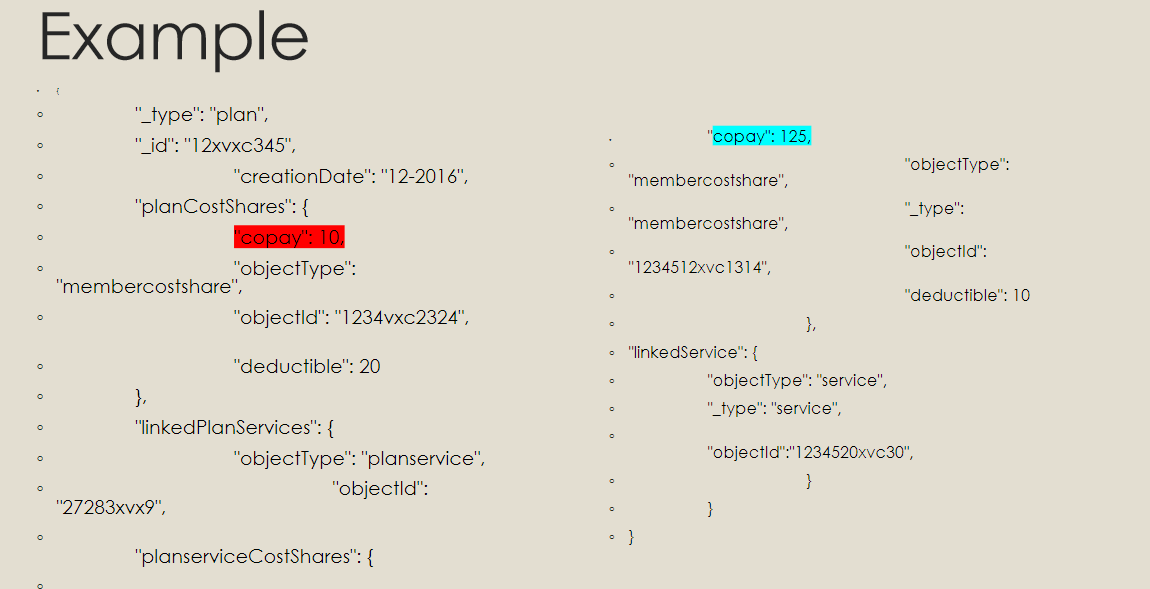 Example
{
"_type": "plan",
"_id": "12xvxc345",
"creationDate": "12-2016",
"planCostShares": {
"copay": 10,
"objectType":
"membercostshare",
"objectId": "1234vxc2324",
"deductible": 20
},
"linkedPlanServices": {
"objectType": "planservice",
"objectId":
"27283xvx9",
"planserviceCostShares": {
"copay": 125,
"objectType":
"membercostshare",
"_type":
"membercostshare",
"objectId":
"1234512xvc1314",
"deductible": 10
},
"linkedService": {
"objectType": "service",
"_type": "service",
"objectId":"1234520xvc30",
}
}
}